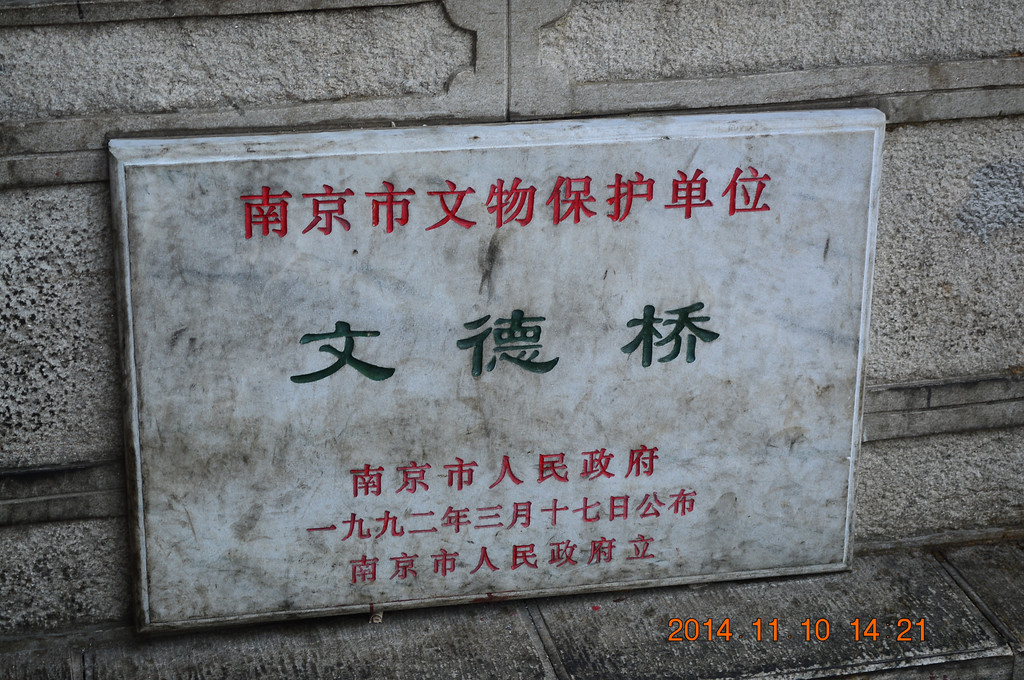 南京市文物保护单位
文德桥
南京市人民政府
一九九二年三月十七日公布
南京市人民政府立
2014 11 10 14 21